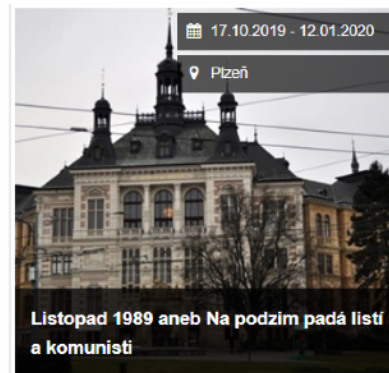 17.10.2019 - 12.01.2020
Plzeň
Listopad 1989 aneb Na podzim padá listí
a komunisti